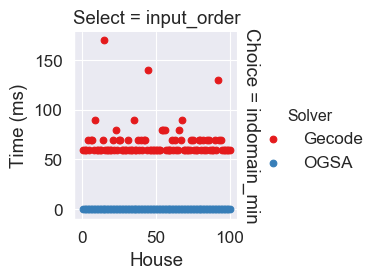 Select = input_order
Time (ms)
150
100
50
0
0
50
100
House
Choice = indomain_min
Solver
Gecode
OGSA